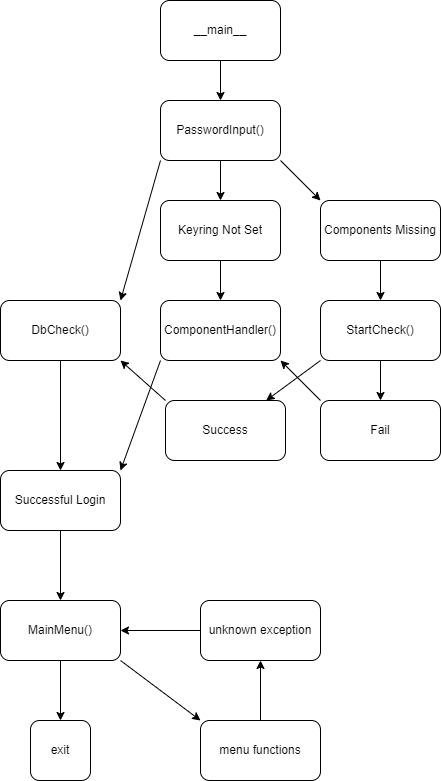 __main__
PasswordInput()
Keyring Not Set
Components Missing
DbCheck()
ComponentHandler()
StartCheck()
Success
Fail
Successful Login
MainMenu()
unknown exception
exit
menu functions